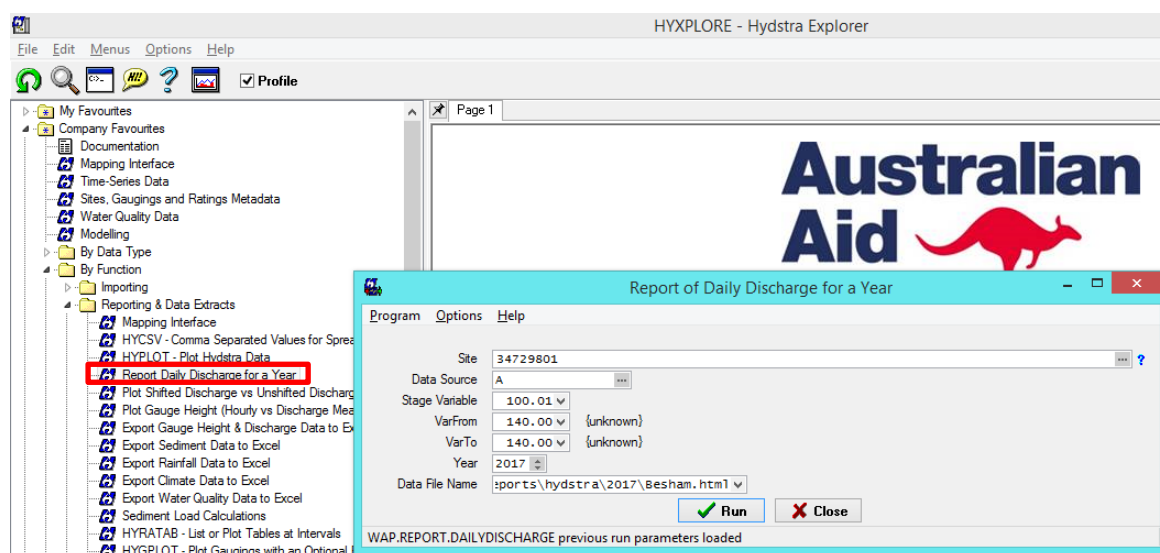 HYXPLORE - Hydstra Explorer
File Edit Menus Options Help
Profile
My Favourites
Company Favourites
Documentation
Mapping Interface
Time-Series Data
Sites, Gaugings and Ratings Metadata
Water Quality Data
Modelling
By Data Type
By Function
Importing
Reporting & Data Extracts
Mapping Interface
HYCSV - Comma Separated Values for Sprea
HYPLOT - Plot Hydstra Data
Report Daily Discharge for a Year
Plot Shifted Discharge vs Unshifted Discharg
Plot Gauge Height (Hourly vs Discharge Mea
Export Gauge Height & Discharge Data to Ex
Export Sediment Data to Excel
Export Rainfall Data to Excel
Export Climate Data to Excel
Export Water Quality Data to Excel
Sediment Load Calculations
HYRATAB - List or Plot Tables at Intervals
HYGPLOT - Plot Gaugings with an Optional
Page 1
Australian
Aid
Report of Daily Discharge for a Year
Program Options Help
Site 34729801 ... ?
Data Source A ...
Stage Variable 100.01
VarFrom 140.00 {unknown}
VarTo 140.00 {unknown}
Year 2017
Data File Name :ports\hydstra\2017\Besham.html
Run Close
WAP.REPORT.DAILYDISCHARGE previous run parameters loaded